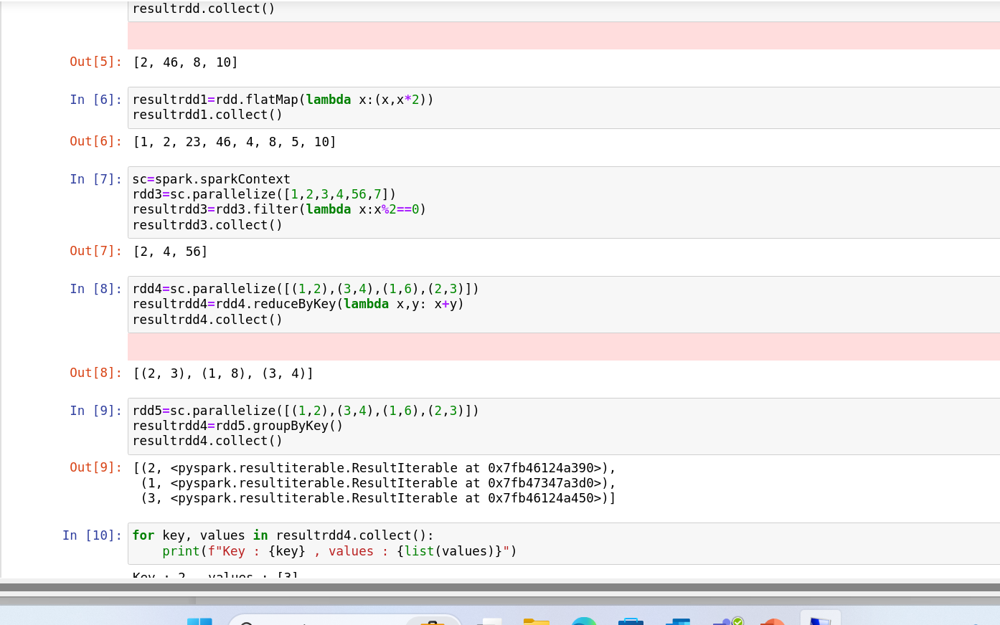 resultrdd.collect()
Out[5]: [2, 46, 8, 10]
In [6]: resultrdd1=rdd.flatMap(lambda x:(x,x*2))
resultrdd1.collect()
Out[6]: [1, 2, 23, 46, 4, 8, 5, 10]
In [7]: sc=spark.sparkContext
rdd3=sc.parallelize([1,2,3,4,56,7])
resultrdd3=rdd3.filter(lambda x:x%2==0)
resultrdd3.collect()
Out[7]: [2, 4, 56]
In [8]: rdd4=sc.parallelize([(1,2),(3,4),(1,6),(2,3)])
resultrdd4=rdd4.reduceByKey(lambda x,y: x+y)
resultrdd4.collect()
Out[8]: [(2, 3), (1, 8), (3, 4)]
In [9]: rdd5=sc.parallelize([(1,2),(3,4),(1,6),(2,3)])
resultrdd4=rdd5.groupByKey()
resultrdd4.collect()
Out[9]: [(2, <pyspark.resultiterable.ResultIterable at 0x7fb46124a390>),
(1, <pyspark.resultiterable.ResultIterable at 0x7fb47347a3d0>),
(3, <pyspark.resultiterable.ResultIterable at 0x7fb46124a450>)]
In [10]: for key, values in resultrdd4.collect():
print(f"Key : {key} , values : {list(values)}")
Key : 2 , values : [3]